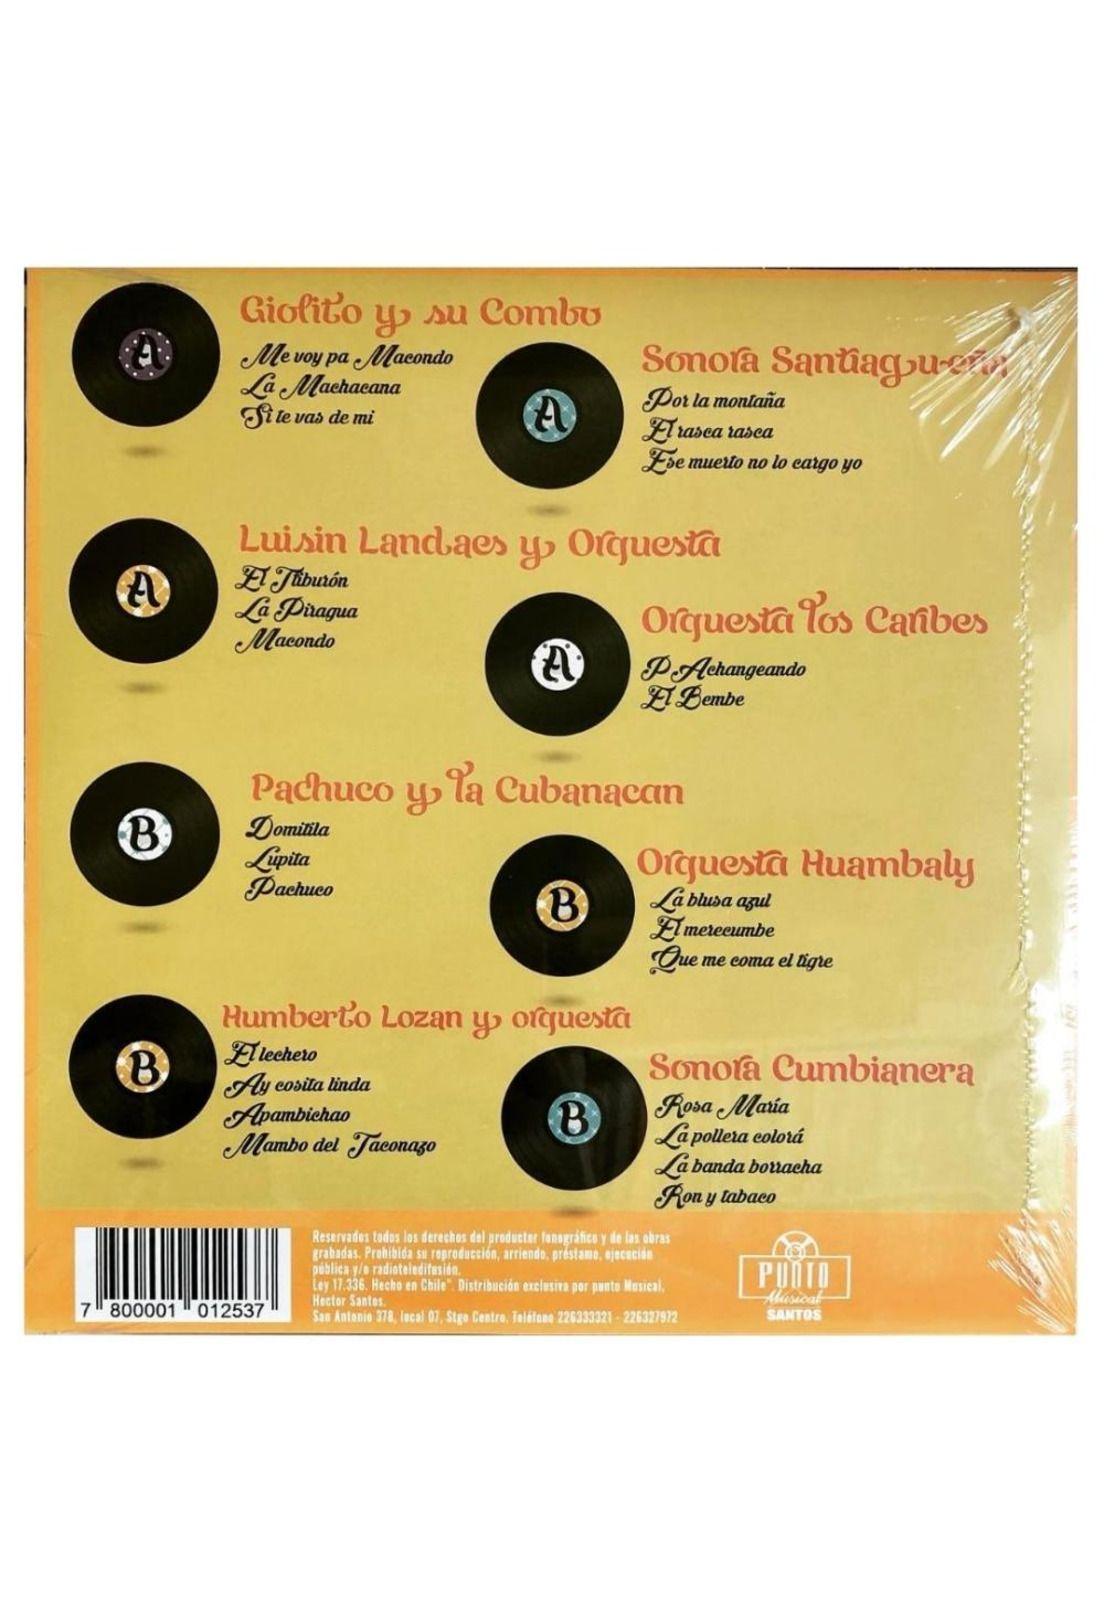 A
Giolito y su Combo
Me voy pa Macondo
La Machacana
Si te vas de mi
A
Sonora Santiaguera
Por la montaña
El rasca rasca
Ese muerto no lo cargo yo
A
Luisin Landaes y Orquesta
El Tiburón
La Piragua
Macondo
A
Orquesta los Caribes
P Achangeando
El Bembe
B
Pachuco y la Cubanacan
Domitila
Lupita
Pachuco
B
Orquesta Huambaly
La blusa azul
El merecumbe
Que me coma el tigre
B
Humberto Lozan y orquesta
El lechero
Ay cosita linda
Apambichao
Mambo del Taconazo
B
Sonora Cumbianera
Rosa María
La pollera colorá
La banda borracha
Ron y tabaco
7 800001 012537
Reservados todos los derechos del productor fonográfico y de las obras
grabadas. Prohibida su reproducción, arriendo, préstamo, ejecución
pública y/o radioteledifusión.
Ley 17.336. Hecho en Chile". Distribución exclusiva por punto Musical,
Hector Santos.
San Antonio 378, local 07, Stgo Centro. Teléfono 226333321 - 226327972
PUNTO
Musical
SANTOS